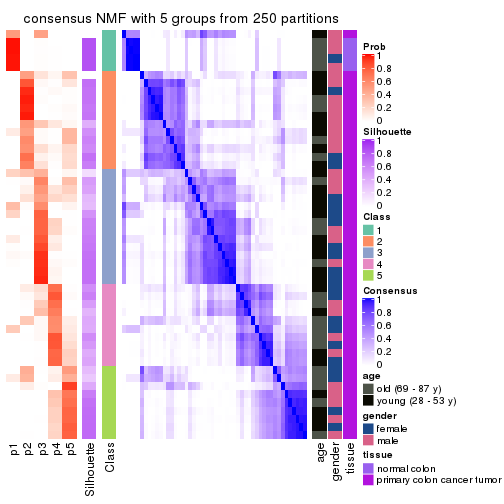 consensus NMF with 5 groups from 250 partitions
Prob
1
0.8
0.6
0.4
0.2
0
Silhouette
1
0.8
0.6
0.4
0.2
0
Class
1
2
3
4
5
Consensus
1
0.8
0.6
0.4
0.2
0
age
old (69 - 87 y)
young (28 - 53 y)
gender
female
male
tissue
normal colon
primary colon cancer tumor
p1
p2
p3
p4
p5
Silhouette
Class
age
gender
tissue